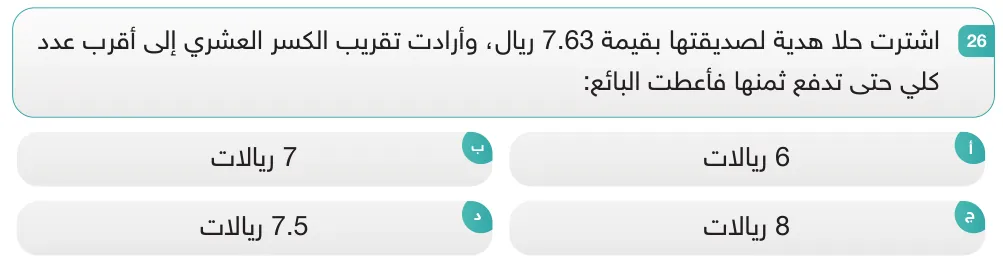 26 اشترت حلا هدية لصديقتها بقيمة 7.63 ريال، وأرادت تقريب الكسر العشري إلى أقرب عدد
كلي حتى تدفع ثمنها فأعطت البائع:
أ 6 ريالات
ب 7 ريالات
ج 8 ريالات
د 7.5 ريالات